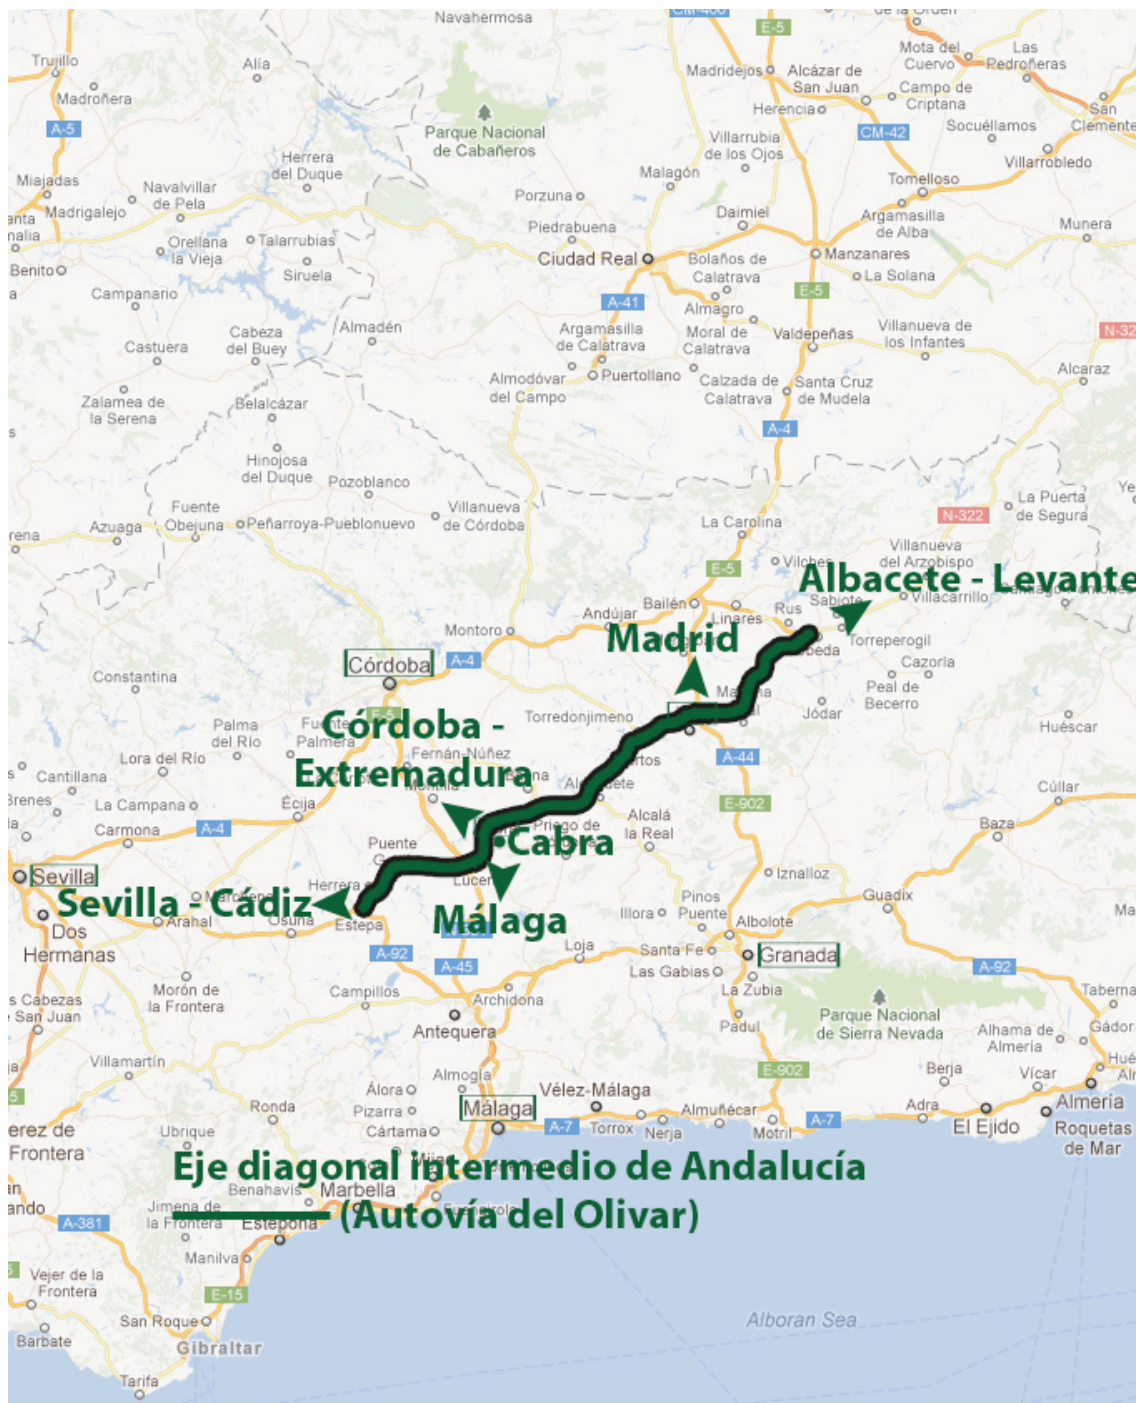 Navahermosa
CM-400
de la Orden
E-5
Trujillo
Alía
Madridejos
Alcázar de
San Juan
Mota del
Cuervo
Las
Pedroñeras
Madroñera
Herencia
Campo de
Criptana
San
Clemente
A-5
Parque Nacional
de Cabañeros
CM-42
Socuéllamos
Villarrubia
de los Ojos
Villarrobledo
Herrera
del Duque
Malagón
Miajadas
Navalvillar
de Pela
Porzuna
Tomelloso
Madrigalejo
Daimiel
Argamasilla
de Alba
Munera
Piedrabuena
Orellana
la Vieja
Talarrubias
Ciudad Real
Bolaños de
Calatrava
Manzanares
Benito
Siruela
La Solana
Campanario
A-41
E-5
Almagro
Cabeza
del Buey
Almadén
Argamasilla
de Calatrava
Moral de
Calatrava
Valdepeñas
Villanueva de
los Infantes
N-32
Castuera
Almodóvar
del Campo
Puertollano
Calzada de
Calatrava
Santa Cruz
de Mudela
Alcaraz
Zalamea de
la Serena
Belalcázar
A-4
Hinojosa
del Duque
Pozoblanco
Fuente
Obejuna
Peñarroya-Pueblonuevo
Villanueva
de Córdoba
La Carolina
N-322
La Puerta
de Segura
Azuaga
Vilches
Villanueva
del Arzobispo
E-5
Albacete - Levante
Bailén
Linares
Rus
Sabiote
Villacarrillo
Andújar
Montoro
Madrid
Torreperogil
Córdoba
A-4
Cazorla
Constantina
Peal de
Becerro
Jódar
Huéscar
Torredonjimeno
Palma
del Río
Córdoba -
Extremadura
Fernán-Núñez
Lora del Río
A-44
Cantillana
Montilla
Brenes
La Campana
Écija
E-902
Cúllar
Alcalá
la Real
Carmona
A-4
Baza
Puente
Priego de
Cabra
Sevilla
Herrera
Iznalloz
Sevilla - Cádiz
Guadix
Pinos
Puente
Málaga
Illora
Albolote
Arahal
Osuna
Estepa
Dos
Hermanas
A-92
A-45
Loja
Santa Fe
Granada
Las Gabias
A-92
Morón de
la Frontera
Campillos
Archidona
La Zubia
Antequera
Padul
Parque Nacional
de Sierra Nevada
Alhama de
Almería
Villamartín
Almogía
E-902
Berja
Vícar
Álora
Vélez-Málaga
Ronda
Pizarra
Málaga
Almuñécar
Adra
Almería
A-7
Torrox
Nerja
Motril
A-7
El Ejido
Roquetas
de Mar
Ubrique
Cártama
Eje diagonal intermedio de Andalucía
Benahavís
Marbella
(Autovía del Olivar)
Jimena de
la Frontera
Estepona
Fuengirola
A-381
Manilva
Vejer de la
Frontera
E-15
San Roque
Alboran Sea
Barbate
Gibraltar
Tarifa